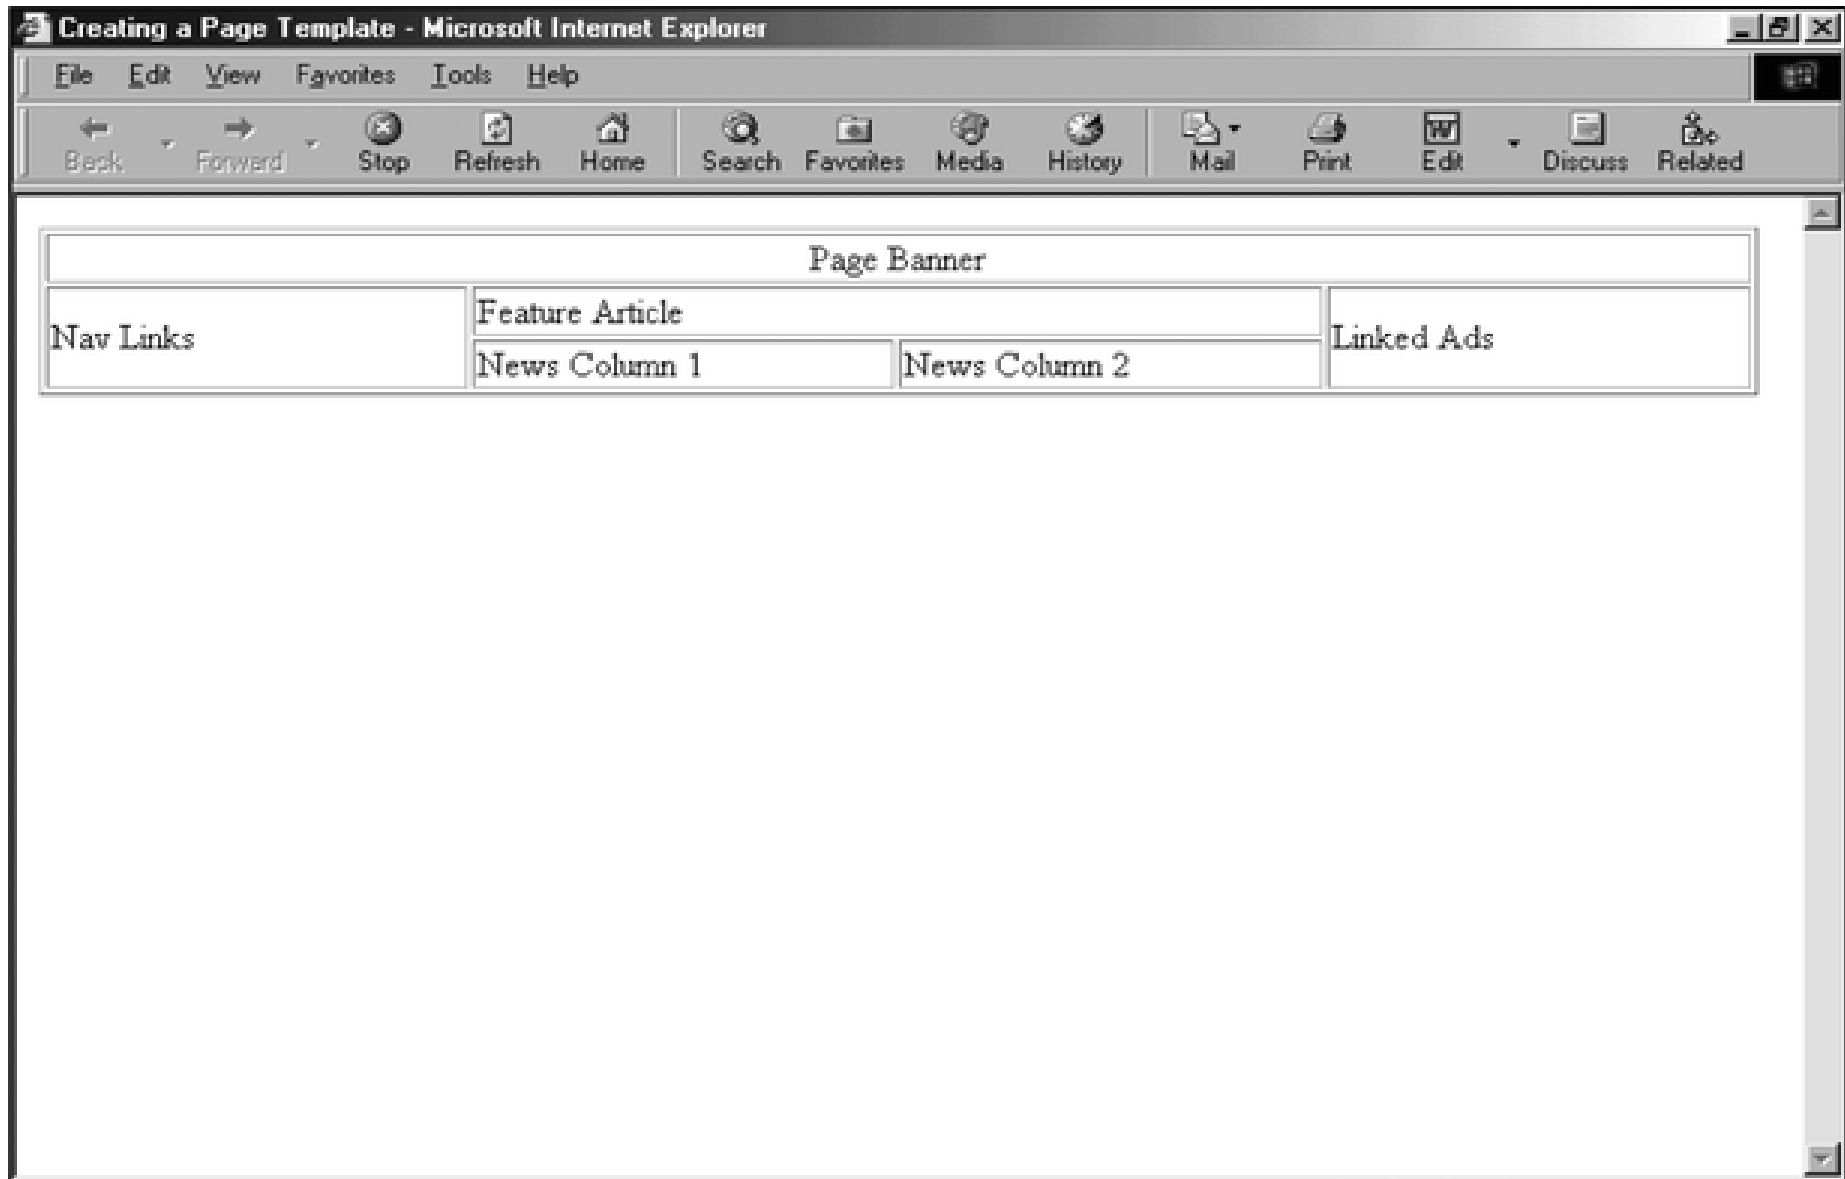 Creating a Page Template - Microsoft Internet Explorer
File Edit View Favorites Tools Help
Back Forward Stop Refresh Home Search Favorites Media History Mail Print Edit Discuss Related
Page Banner
Nav Links
Feature Article
News Column 1
News Column 2
Linked Ads